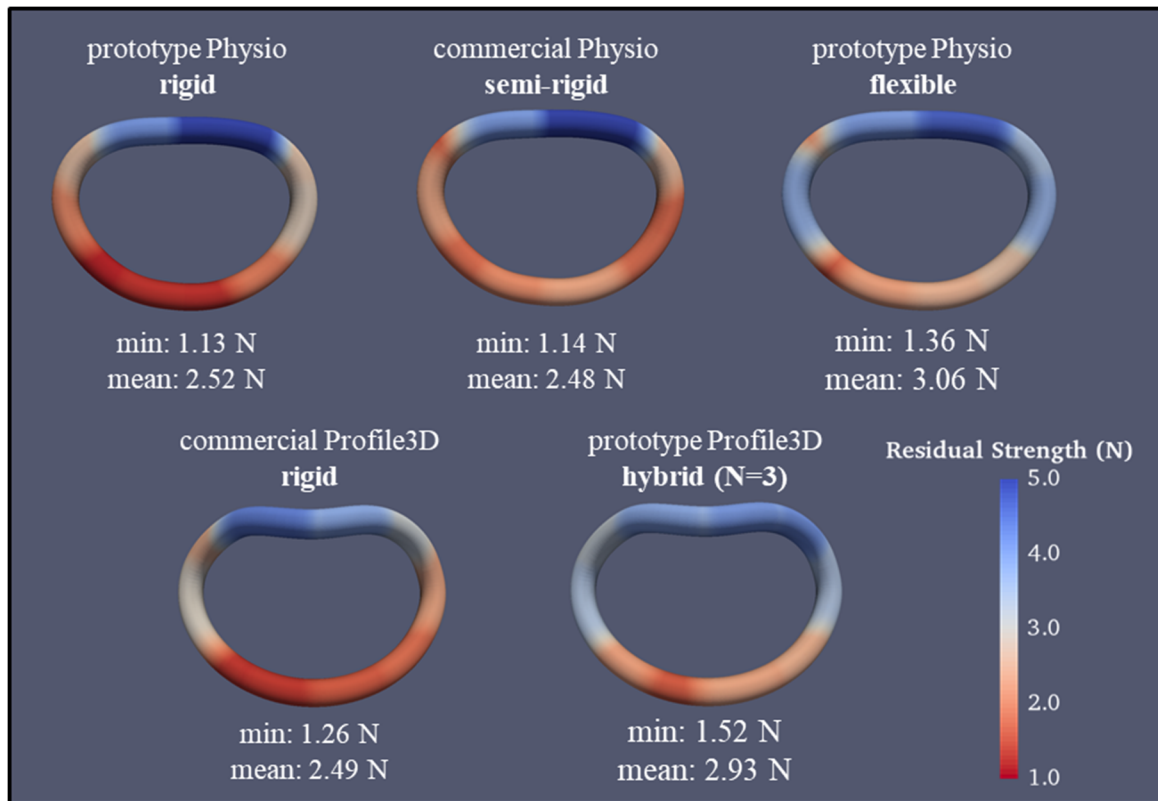 prototype Physio
rigid
min: 1.13 N
mean: 2.52 N
commercial Physio
semi-rigid
min: 1.14 N
mean: 2.48 N
prototype Physio
flexible
min: 1.36 N
mean: 3.06 N
commercial Profile3D
rigid
min: 1.26 N
mean: 2.49 N
prototype Profile3D
hybrid (N=3)
min: 1.52 N
mean: 2.93 N
Residual Strength (N)
5.0
4.0
3.0
2.0
1.0